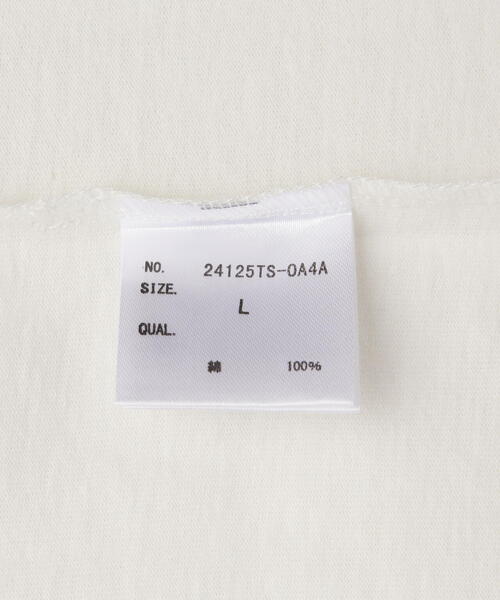 NO. 24125TS-0A4A
SIZE. L
QUAL.
綿 100%